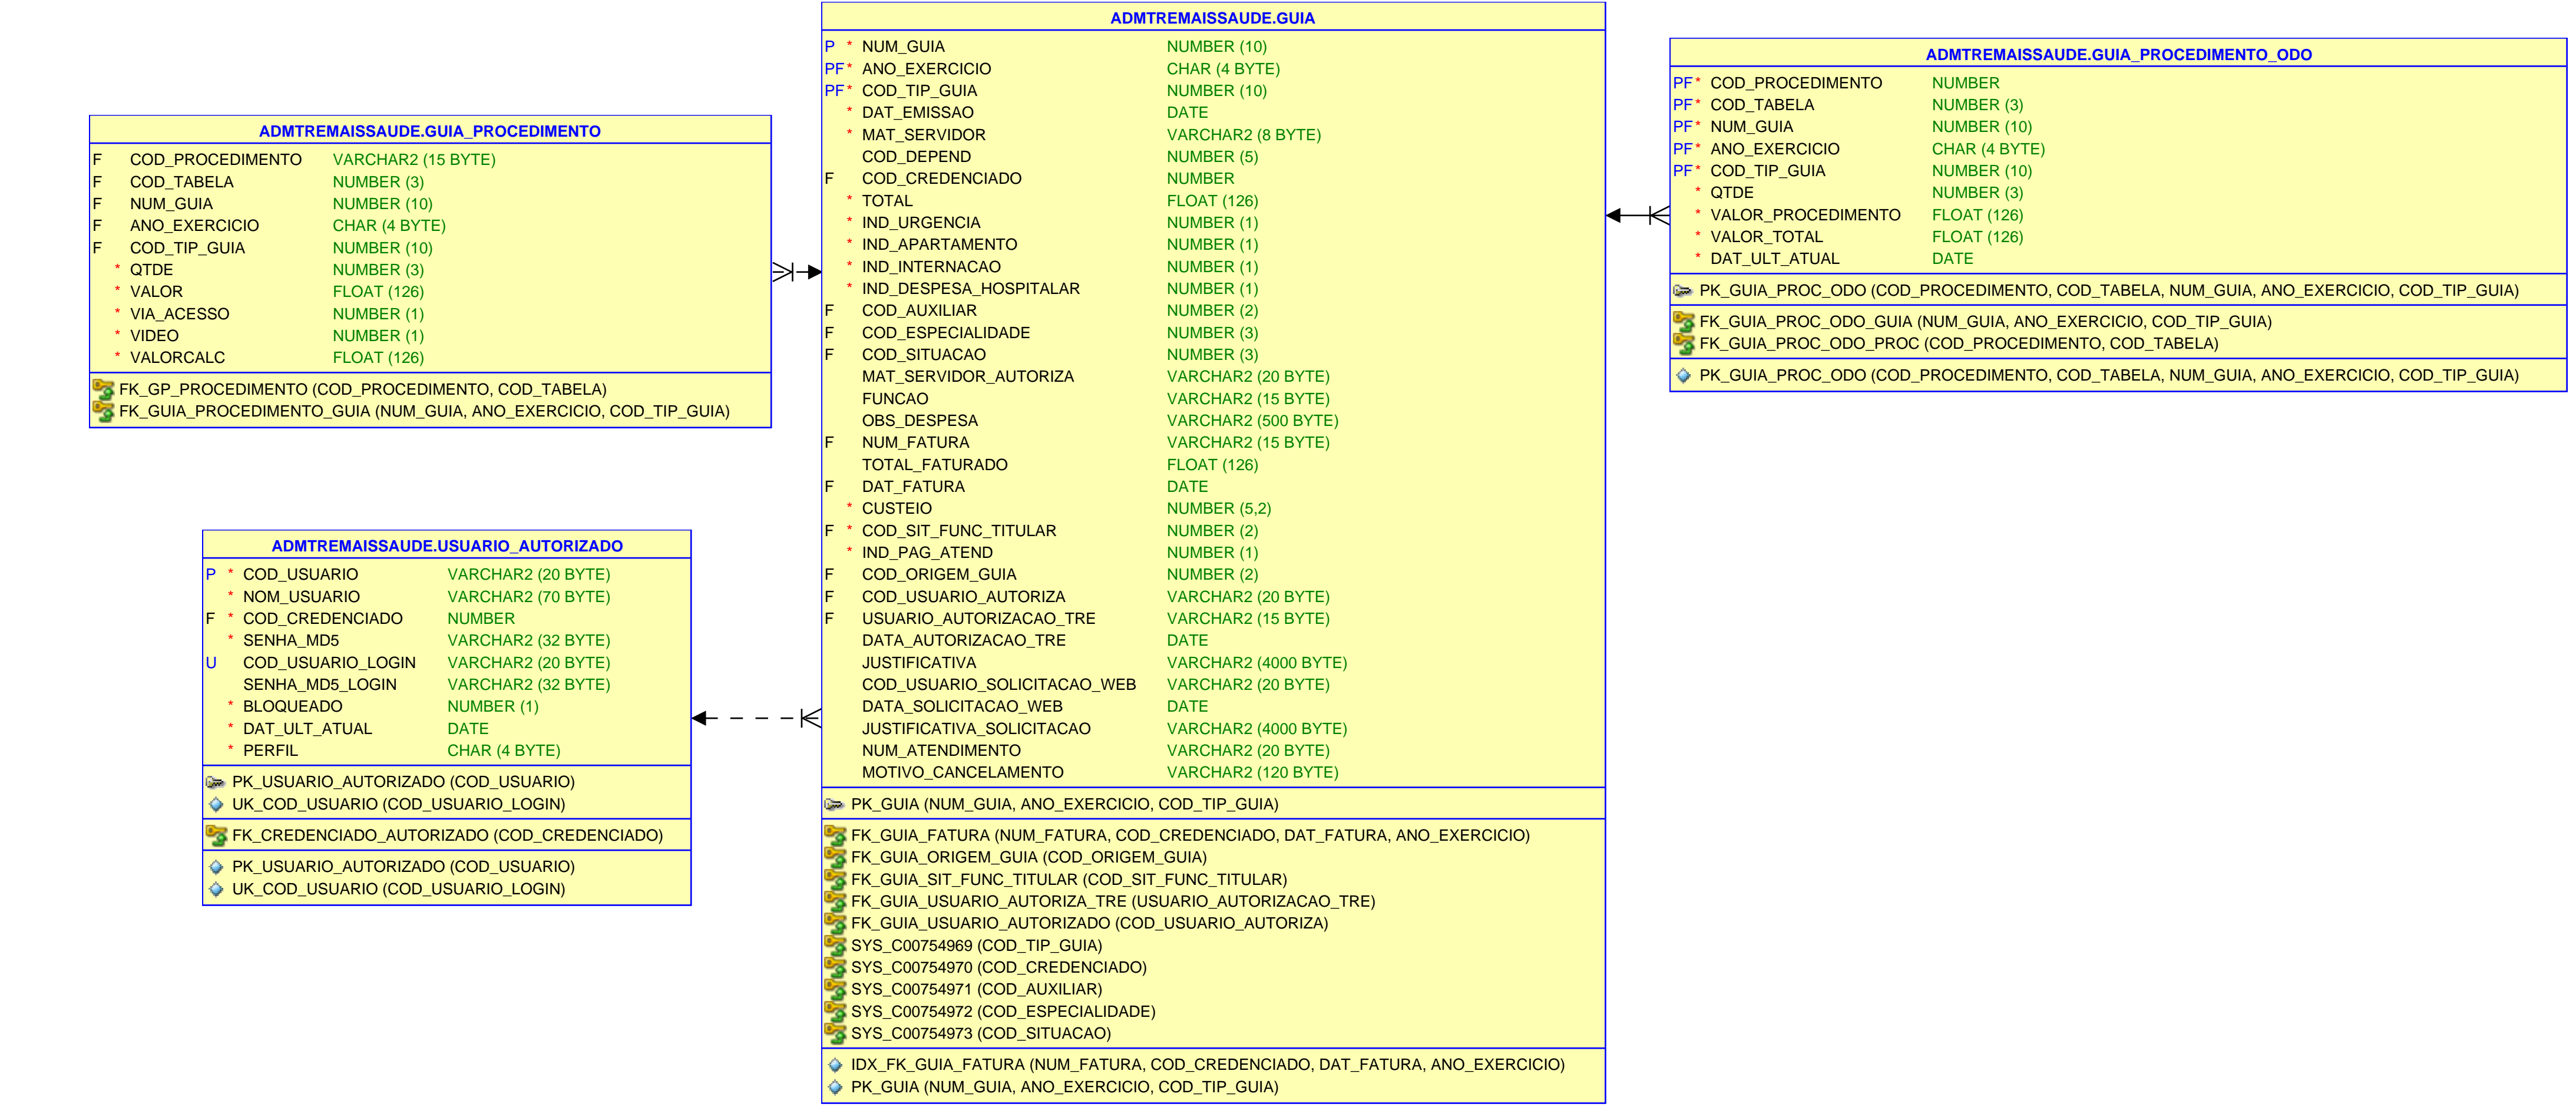 ADMTREMAISSAUDE.GUIA_PROCEDIMENTO
F COD_PROCEDIMENTO VARCHAR2 (15 BYTE)
F COD_TABELA NUMBER (3)
F NUM_GUIA NUMBER (10)
F ANO_EXERCICIO CHAR (4 BYTE)
F COD_TIP_GUIA NUMBER (10)
* QTDE NUMBER (3)
* VALOR FLOAT (126)
* VIA_ACESSO NUMBER (1)
* VIDEO NUMBER (1)
* VALORCALC FLOAT (126)
FK_GP_PROCEDIMENTO (COD_PROCEDIMENTO, COD_TABELA)
FK_GUIA_PROCEDIMENTO_GUIA (NUM_GUIA, ANO_EXERCICIO, COD_TIP_GUIA)
ADMTREMAISSAUDE.USUARIO_AUTORIZADO
P * COD_USUARIO VARCHAR2 (20 BYTE)
* NOM_USUARIO VARCHAR2 (70 BYTE)
F * COD_CREDENCIADO NUMBER
* SENHA_MD5 VARCHAR2 (32 BYTE)
U COD_USUARIO_LOGIN VARCHAR2 (20 BYTE)
SENHA_MD5_LOGIN VARCHAR2 (32 BYTE)
* BLOQUEADO NUMBER (1)
* DAT_ULT_ATUAL DATE
* PERFIL CHAR (4 BYTE)
PK_USUARIO_AUTORIZADO (COD_USUARIO)
UK_COD_USUARIO (COD_USUARIO_LOGIN)
FK_CREDENCIADO_AUTORIZADO (COD_CREDENCIADO)
PK_USUARIO_AUTORIZADO (COD_USUARIO)
UK_COD_USUARIO (COD_USUARIO_LOGIN)
ADMTREMAISSAUDE.GUIA
P * NUM_GUIA NUMBER (10)
PF * ANO_EXERCICIO CHAR (4 BYTE)
PF * COD_TIP_GUIA NUMBER (10)
* DAT_EMISSAO DATE
* MAT_SERVIDOR VARCHAR2 (8 BYTE)
COD_DEPEND NUMBER (5)
F COD_CREDENCIADO NUMBER
* TOTAL FLOAT (126)
* IND_URGENCIA NUMBER (1)
* IND_APARTAMENTO NUMBER (1)
* IND_INTERNACAO NUMBER (1)
* IND_DESPESA_HOSPITALAR NUMBER (1)
F COD_AUXILIAR NUMBER (2)
F COD_ESPECIALIDADE NUMBER (3)
F COD_SITUACAO NUMBER (3)
MAT_SERVIDOR_AUTORIZA VARCHAR2 (20 BYTE)
FUNCAO VARCHAR2 (15 BYTE)
OBS_DESPESA VARCHAR2 (500 BYTE)
F NUM_FATURA VARCHAR2 (15 BYTE)
TOTAL_FATURADO FLOAT (126)
F DAT_FATURA DATE
* CUSTEIO NUMBER (5,2)
F * COD_SIT_FUNC_TITULAR NUMBER (2)
* IND_PAG_ATEND NUMBER (1)
F COD_ORIGEM_GUIA NUMBER (2)
F COD_USUARIO_AUTORIZA VARCHAR2 (20 BYTE)
F USUARIO_AUTORIZACAO_TRE VARCHAR2 (15 BYTE)
DATA_AUTORIZACAO_TRE DATE
JUSTIFICATIVA VARCHAR2 (4000 BYTE)
COD_USUARIO_SOLICITACAO_WEB VARCHAR2 (20 BYTE)
DATA_SOLICITACAO_WEB DATE
JUSTIFICATIVA_SOLICITACAO VARCHAR2 (4000 BYTE)
NUM_ATENDIMENTO VARCHAR2 (20 BYTE)
MOTIVO_CANCELAMENTO VARCHAR2 (120 BYTE)
PK_GUIA (NUM_GUIA, ANO_EXERCICIO, COD_TIP_GUIA)
FK_GUIA_FATURA (NUM_FATURA, COD_CREDENCIADO, DAT_FATURA, ANO_EXERCICIO)
FK_GUIA_ORIGEM_GUIA (COD_ORIGEM_GUIA)
FK_GUIA_SIT_FUNC_TITULAR (COD_SIT_FUNC_TITULAR)
FK_GUIA_USUARIO_AUTORIZA_TRE (USUARIO_AUTORIZACAO_TRE)
FK_GUIA_USUARIO_AUTORIZADO (COD_USUARIO_AUTORIZA)
SYS_C00754969 (COD_TIP_GUIA)
SYS_C00754970 (COD_CREDENCIADO)
SYS_C00754971 (COD_AUXILIAR)
SYS_C00754972 (COD_ESPECIALIDADE)
SYS_C00754973 (COD_SITUACAO)
IDX_FK_GUIA_FATURA (NUM_FATURA, COD_CREDENCIADO, DAT_FATURA, ANO_EXERCICIO)
PK_GUIA (NUM_GUIA, ANO_EXERCICIO, COD_TIP_GUIA)
ADMTREMAISSAUDE.GUIA_PROCEDIMENTO_ODO
PF * COD_PROCEDIMENTO NUMBER
PF * COD_TABELA NUMBER (3)
PF * NUM_GUIA NUMBER (10)
PF * ANO_EXERCICIO CHAR (4 BYTE)
PF * COD_TIP_GUIA NUMBER (10)
* QTDE NUMBER (3)
* VALOR_PROCEDIMENTO FLOAT (126)
* VALOR_TOTAL FLOAT (126)
* DAT_ULT_ATUAL DATE
PK_GUIA_PROC_ODO (COD_PROCEDIMENTO, COD_TABELA, NUM_GUIA, ANO_EXERCICIO, COD_TIP_GUIA)
FK_GUIA_PROC_ODO_GUIA (NUM_GUIA, ANO_EXERCICIO, COD_TIP_GUIA)
FK_GUIA_PROC_ODO_PROC (COD_PROCEDIMENTO, COD_TABELA)
PK_GUIA_PROC_ODO (COD_PROCEDIMENTO, COD_TABELA, NUM_GUIA, ANO_EXERCICIO, COD_TIP_GUIA)